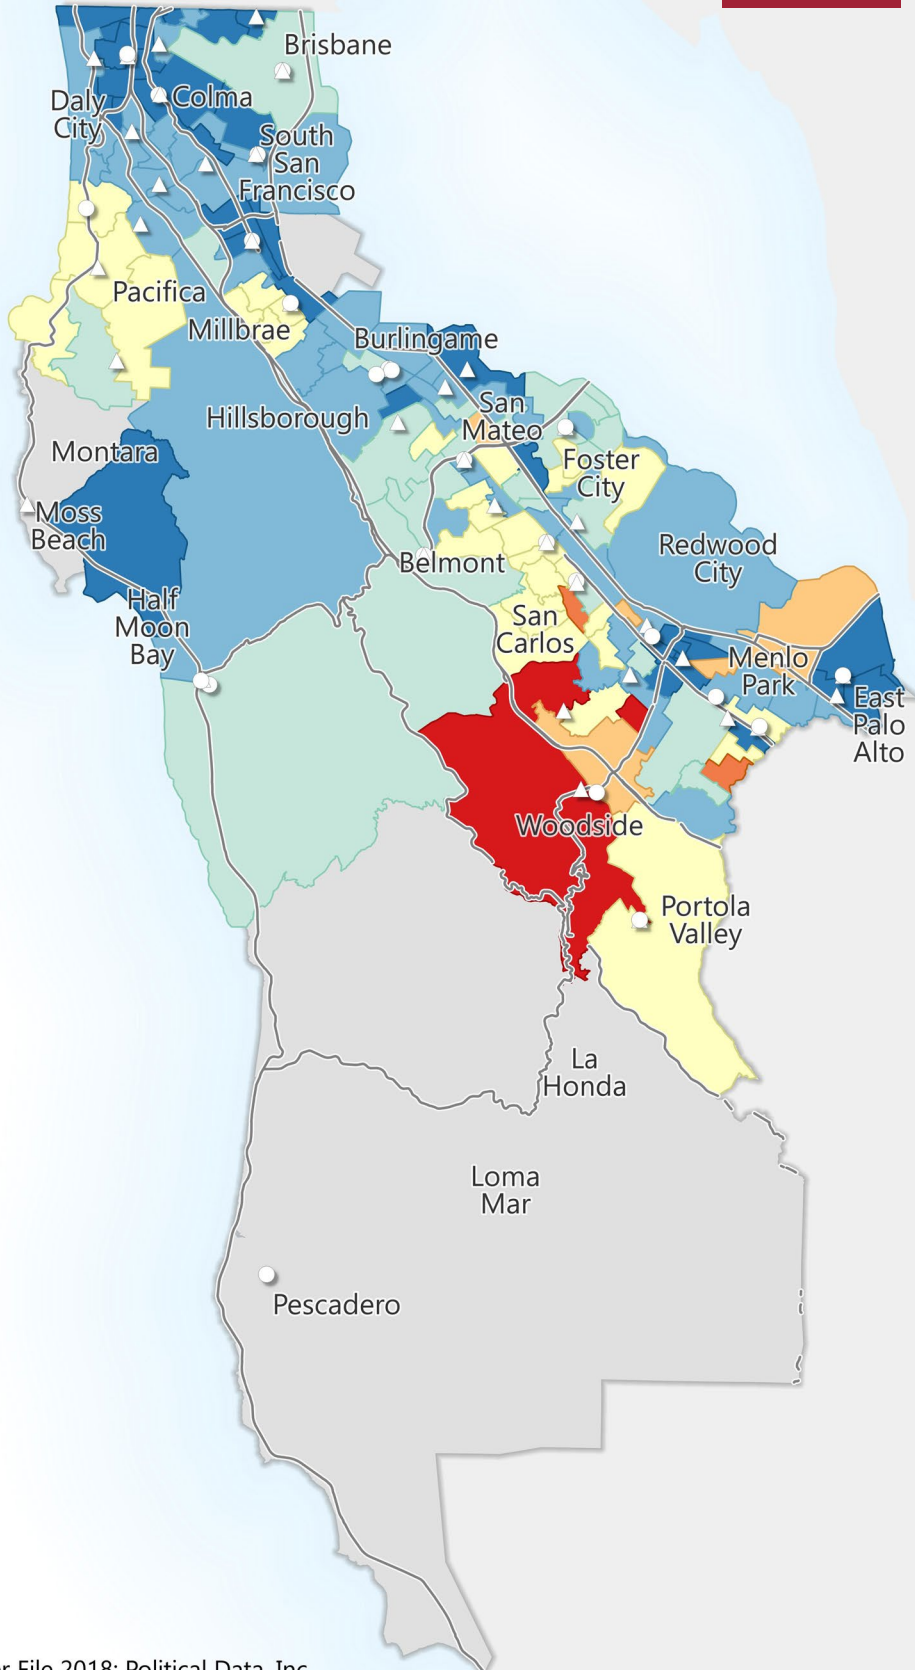 Brisbane
Daly
City
Colma
South
San
Francisco
Pacifica
Millbrae
Burlingame
Hillsborough
San
Mateo
Montara
Foster
City
Moss
Beach
Belmont
Redwood
City
Half
Moon
Bay
San
Carlos
Menlo
Park
East
Palo
Alto
Woodside
Portola
Valley
La
Honda
Loma
Mar
Pescadero
File 2018; Political Data, Inc.